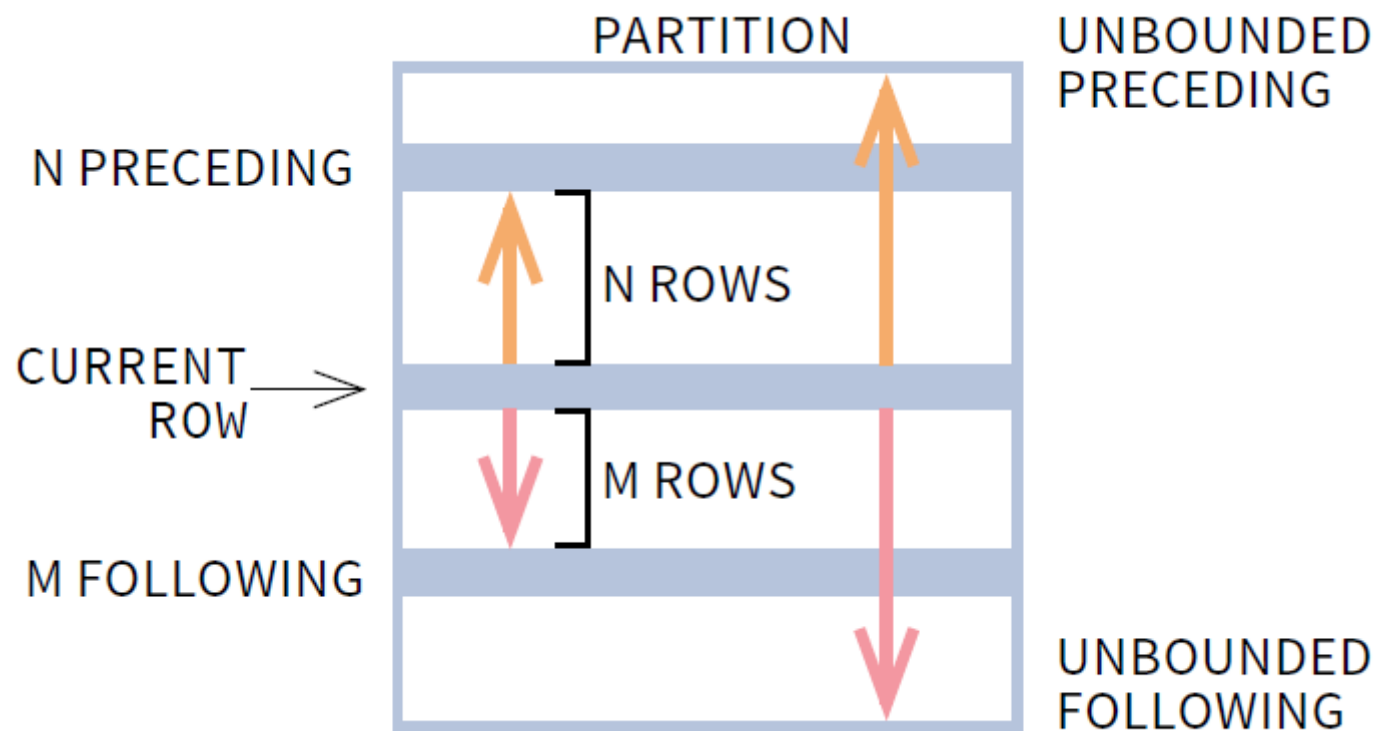 PARTITION
UNBOUNDED
PRECEDING
N PRECEDING
N ROWS
CURRENT
ROW
M ROWS
M FOLLOWING
UNBOUNDED
FOLLOWING